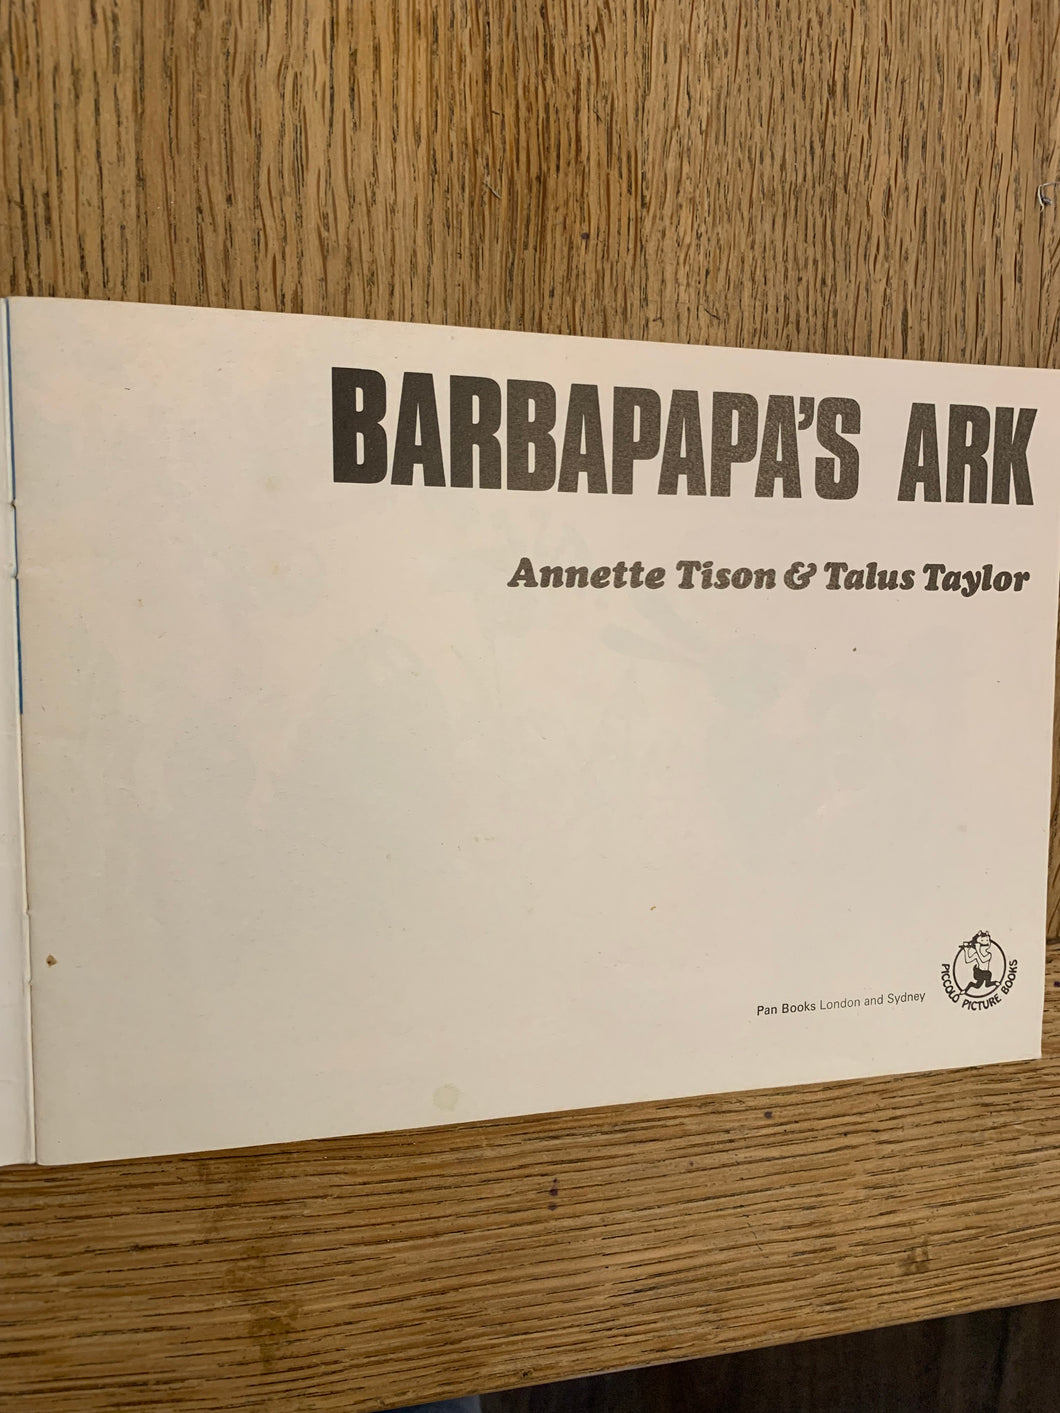 BARBAPAPA'S ARK
Annette Tison & Talus Taylor
Pan Books London and Sydney
PICCOLO PICTURE BOOKS